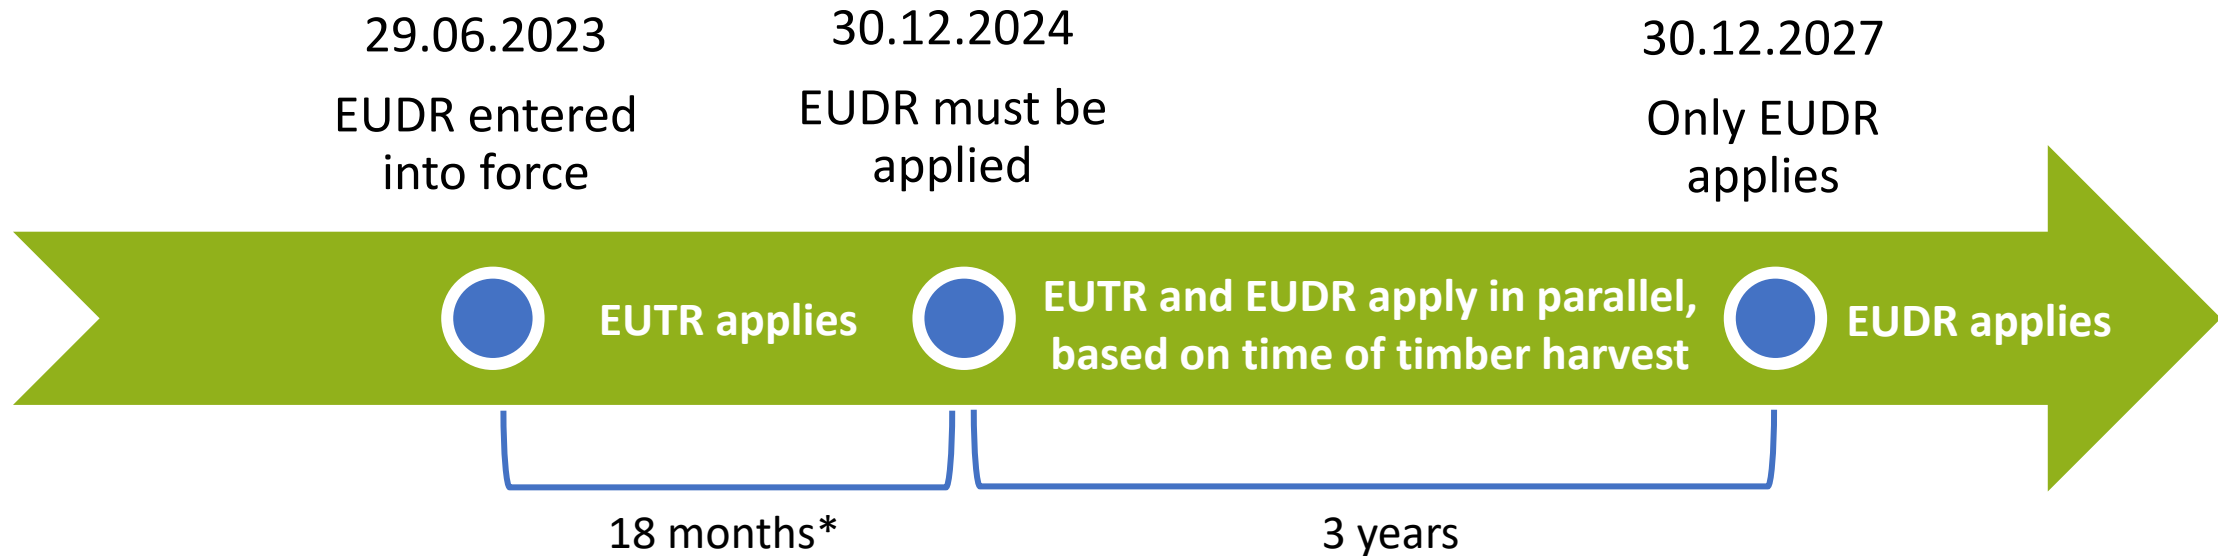 29.06.2023
EUDR entered
into force
30.12.2024
EUDR must be
applied
30.12.2027
Only EUDR
applies
EUTR applies
EUTR and EUDR apply in parallel,
based on time of timber harvest
EUDR applies
18 months*
3 years